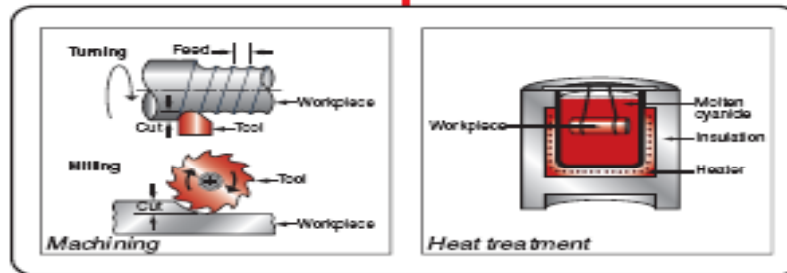 Turning
Feed
Workpiece
Cut
Tool
Milling
Tool
Cut
Workpiece
Machining
Molten
cyanide
Workpiece
Insulation
Heater
Heat treatment